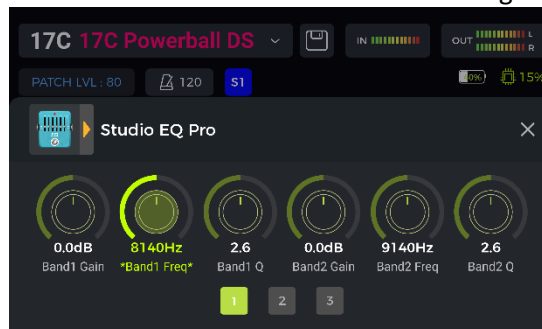 17C 17C Powerball DS
IN
OUT
L
R
PATCH LVL : 80
120
S1
40%
15%
Studio EQ Pro
0.0dB
8140Hz
2.6
0.0dB
9140Hz
2.6
Band1 Gain
*Band1 Freq*
Band1 Q
Band2 Gain
Band2 Freq
Band2 Q
1
2
3